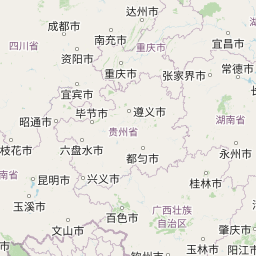 达州市
成都市
南充市
四川省
重庆市
宜昌市
资阳市
常德市
重庆市
张家界市
宜宾市
遵义市
昭通市
毕节市
湖南省
贵州省
枝花市
六盘水市
都匀市
永州市
南省
昆明市
兴义市
桂林市
玉溪市
百色市
广西壮族
自治区
肇庆市
文山市
玉林市
阳江市
钦州市